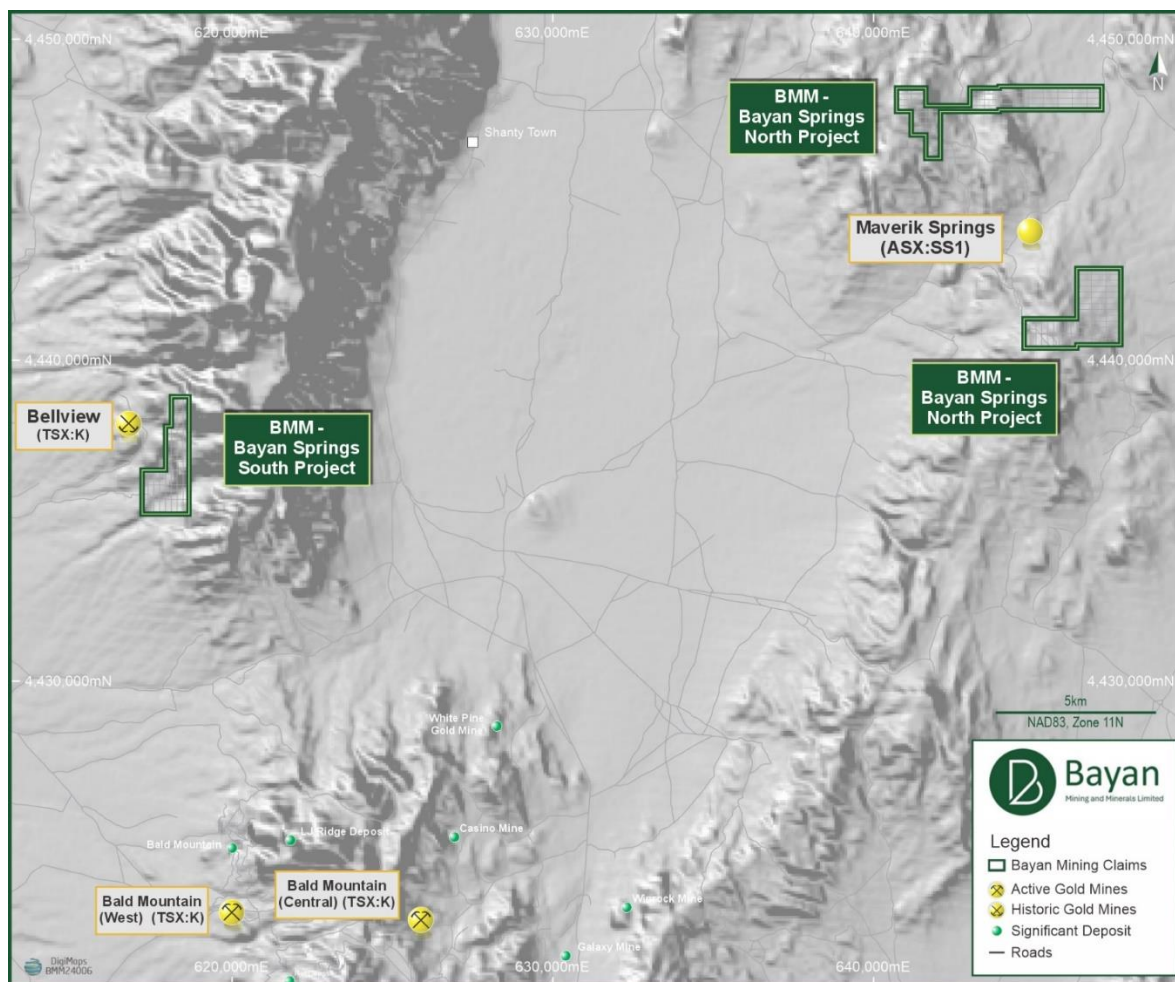 4,450,000mN
620,000mE
630,000mE
640,000mE
4,450,000mN
N
BMM -
Bayan Springs
North Project
Shanty Town
Maverik Springs
(ASX:SS1)
4,440,000mN
4,440,000mN
BMM -
Bayan Springs
North Project
Bellview
(TSX:K)
BMM -
Bayan Springs
South Project
4,430,000mN
4,430,000mN
5km
NAD83, Zone 11N
White Pine
Gold Mine
LJ Ridge Deposit
Bald Mountain
Casino Mine
Bald Mountain
(West) (TSX:K)
Bald Mountain
(Central) (TSX:K)
Winrock Mine
Galaxy Mine
620,000mE
630,000mE
640,000mE
DigiMaps
BMM24006
Bayan
Mining and Minerals Limited
Legend
Bayan Mining Claims
Active Gold Mines
Historic Gold Mines
Significant Deposit
Roads